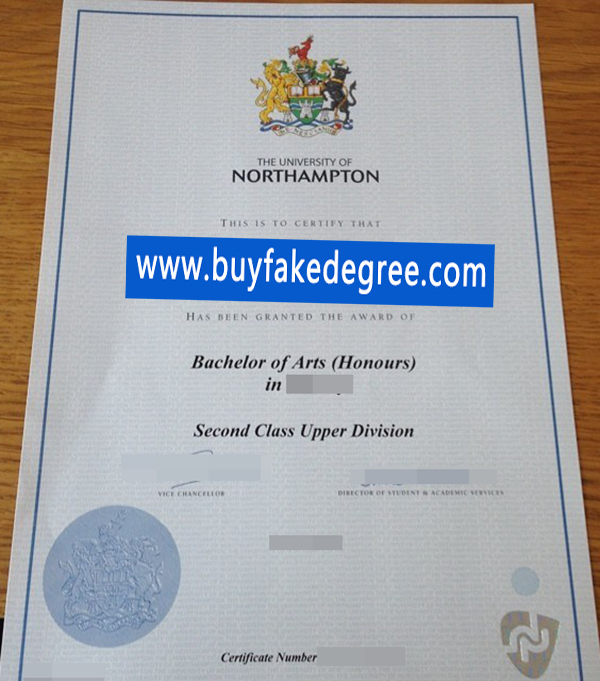 THE UNIVERSITY OF
NORTHAMPTON
THIS IS TO CERTIFY THAT
www.buyfakedegree.com
HAS BEEN GRANTED THE AWARD OF
Bachelor of Arts (Honours)
in
Second Class Upper Division
VICE CHANCELLOR
DIRECTOR OF STUDENT & ACADEMIC SERVICES
Certificate Number